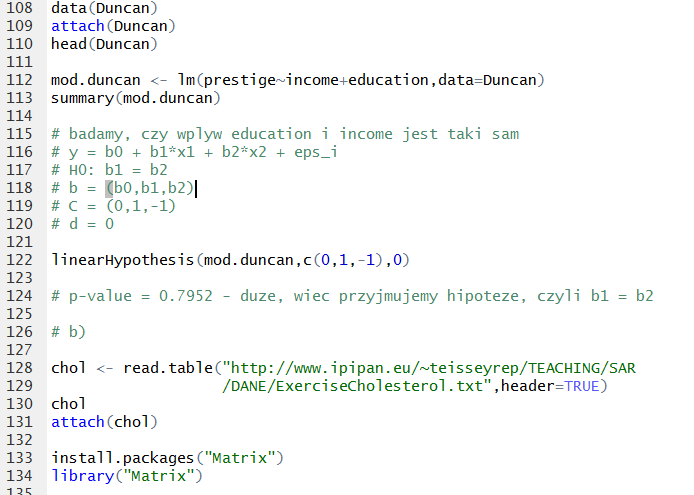 108 data(Duncan)
109 attach(Duncan)
110 head(Duncan)
111
112 mod.duncan <- lm(prestige~income+education,data=Duncan)
113 summary(mod.duncan)
114
115 # badamy, czy wplyw education i income jest taki sam
116 # y = b0 + b1*x1 + b2*x2 + eps_i
117 # H0: b1 = b2
118 # b = (b0,b1,b2)
119 # C = (0,1,-1)
120 # d = 0
121
122 linearHypothesis(mod.duncan,c(0,1,-1),0)
123
124 # p-value = 0.7952 - duze, wiec przyjmujemy hipoteze, czyli b1 = b2
125
126 # b)
127
128 chol <- read.table("http://www.ipipan.eu/~teisseyrep/TEACHING/SAR
129 /DANE/ExerciseCholesterol.txt",header=TRUE)
130 chol
131 attach(chol)
132
133 install.packages("Matrix")
134 library("Matrix")
135